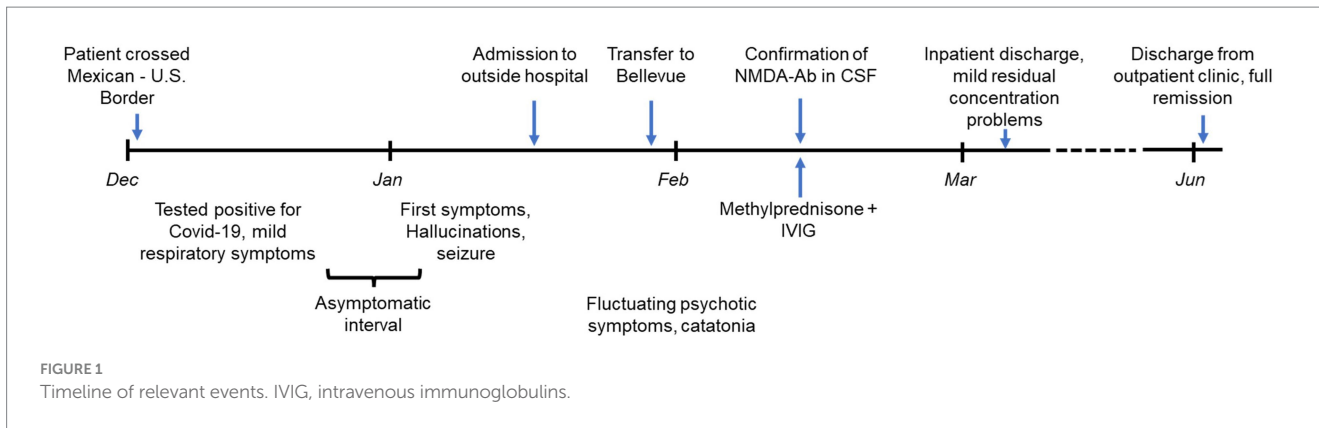 Patient crossed
Mexican - U.S.
Border
Admission to
outside hospital
Transfer to
Bellevue
Confirmation of
NMDA-Ab in CSF
Inpatient discharge,
mild residual
concentration
problems
Discharge from
outpatient clinic, full
remission
Dec
Jan
Feb
Mar
Jun
Tested positive for
Covid-19, mild
respiratory symptoms
First symptoms,
Hallucinations,
seizure
Methylprednisone +
IVIG
Asymptomatic
interval
Fluctuating psychotic
symptoms, catatonia
FIGURE 1
Timeline of relevant events. IVIG, intravenous immunoglobulins.